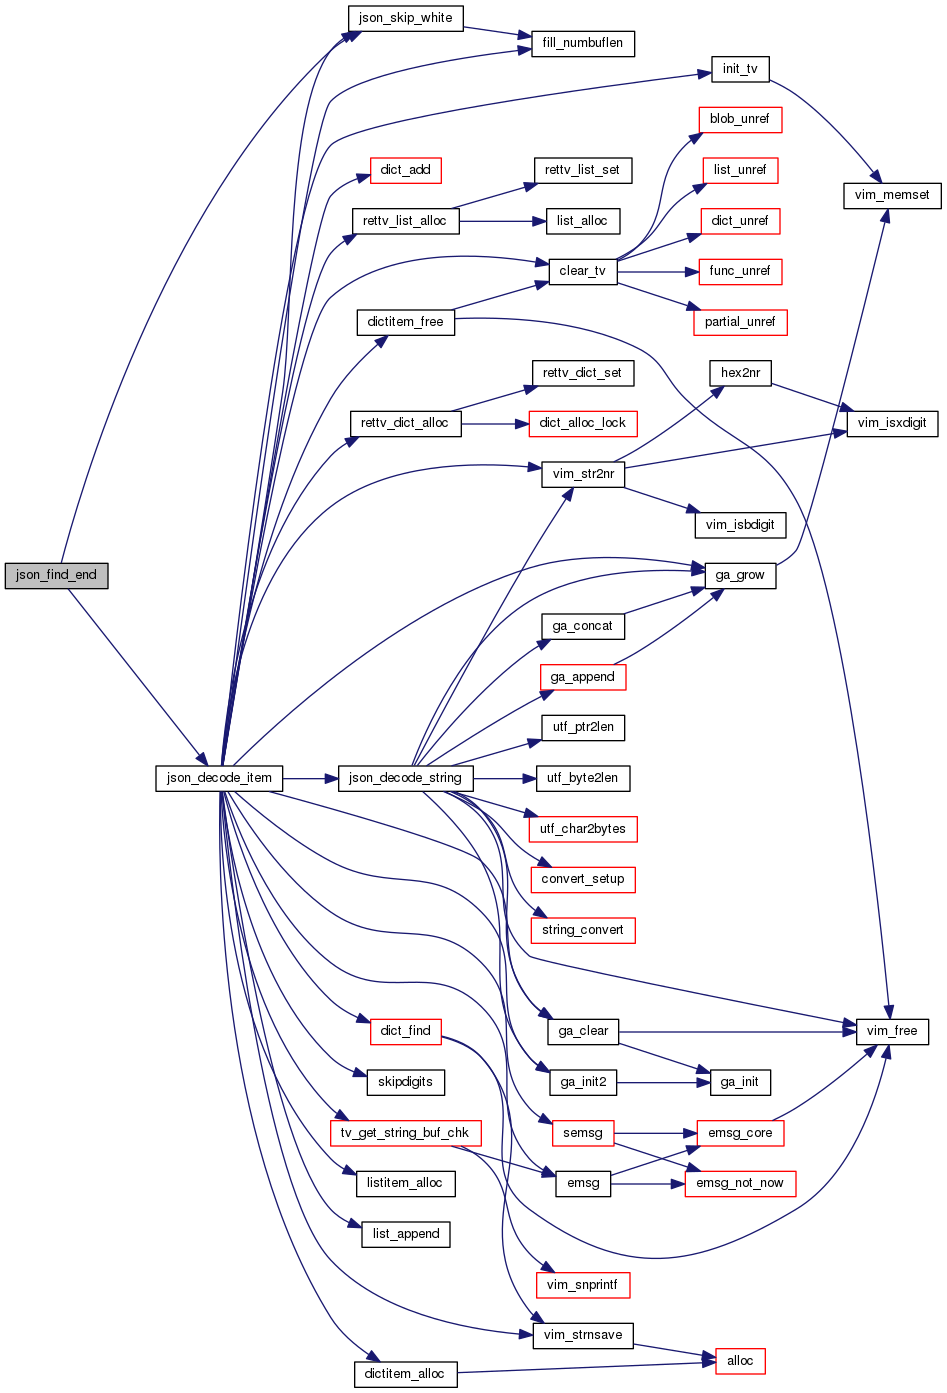 json_skip_white
fill_numbuflen
init_tv
blob_unref
dict_add
rettv_list_set
list_unref
vim_memset
rettv_list_alloc
list_alloc
dict_unref
clear_tv
func_unref
dictitem_free
partial_unref
rettv_dict_set
hex2nr
rettv_dict_alloc
dict_alloc_lock
vim_isxdigit
vim_str2nr
vim_isbdigit
json_find_end
ga_grow
ga_concat
ga_append
utf_ptr2len
json_decode_item
json_decode_string
utf_byte2len
utf_char2bytes
convert_setup
string_convert
dict_find
ga_clear
vim_free
skipdigits
ga_init2
ga_init
tv_get_string_buf_chk
semsg
emsg_core
listitem_alloc
emsg
emsg_not_now
list_append
vim_snprintf
vim_strnsave
alloc
dictitem_alloc